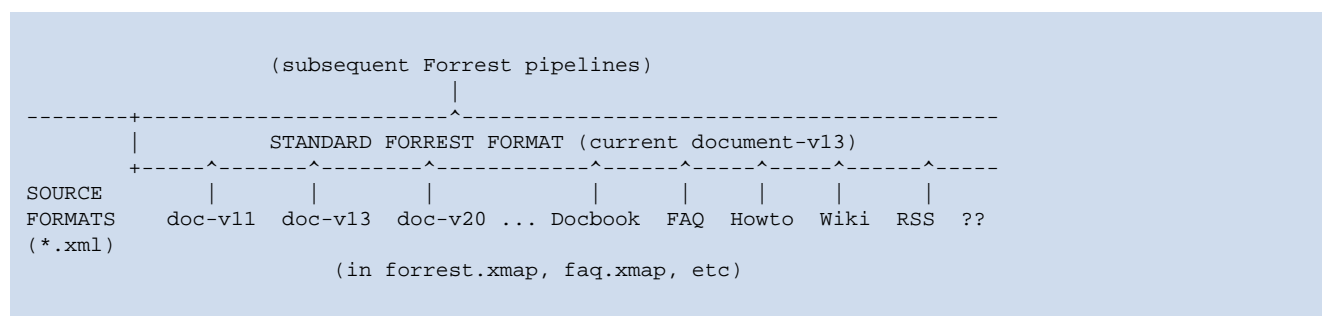 (subsequent Forrest pipelines)
|
--------+------------------------^------------------------------------------
| STANDARD FORREST FORMAT (current document-v13)
+-----^-------^--------^------------^------^-----^-----^------^-----
SOURCE | | | | | | | |
FORMATS doc-v11 doc-v13 doc-v20 ... Docbook FAQ Howto Wiki RSS ??
(*.xml)
(in forrest.xmap, faq.xmap, etc)